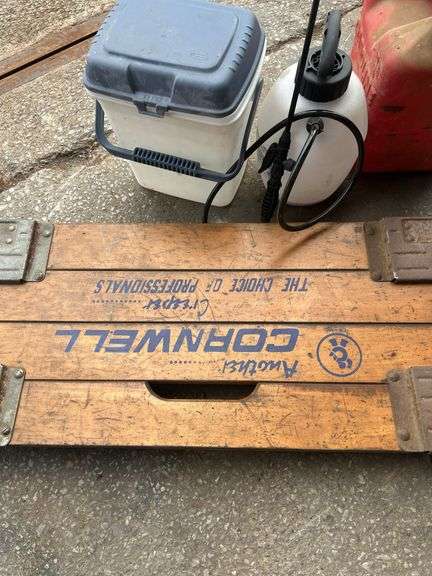 Another
CORNWELL
Creeper
THE CHOICE OF PROFESSIONALS